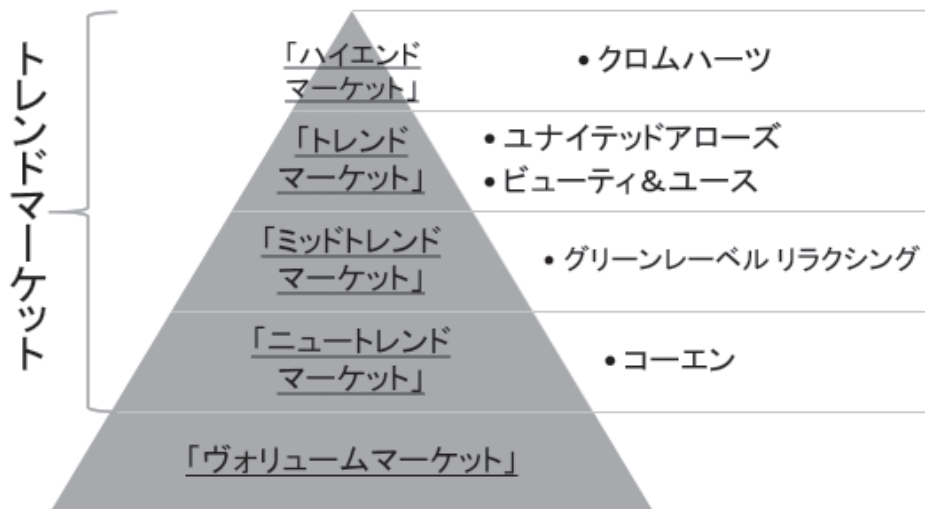 トレンドマーケット
「ハイエンド
マーケット」
•クロムハーツ
「トレンド
マーケット」
•ユナイテッドアローズ
•ビューティ&ユース
「ミッドトレンド
マーケット」
•グリーンレーベル リラクシング
「ニュートレンド
マーケット」
•コーエン
「ヴォリュームマーケット」